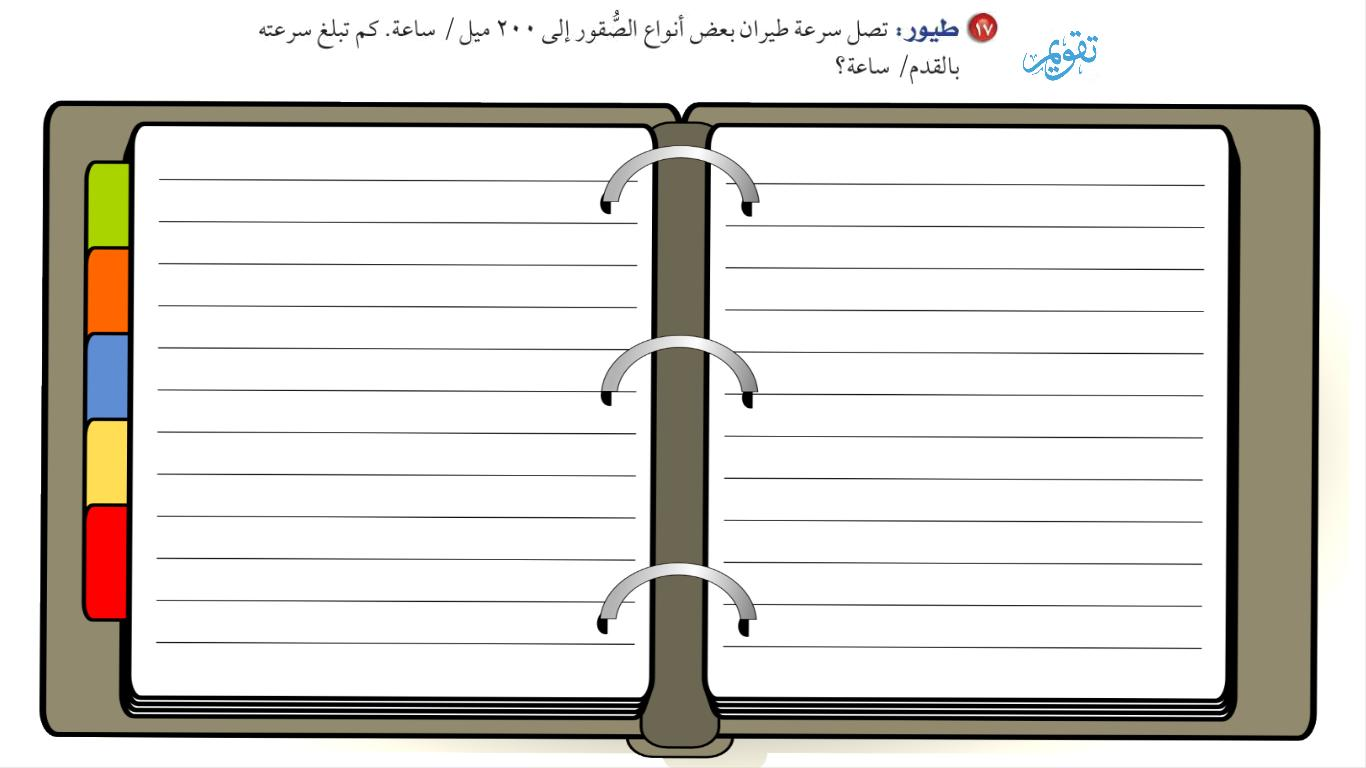 ١٧ طيور: تصل سرعة طيران بعض أنواع الصُّقور إلى ٢٠٠ ميل/ ساعة. كم تبلغ سرعته
بالقدم/ ساعة؟
تقويم